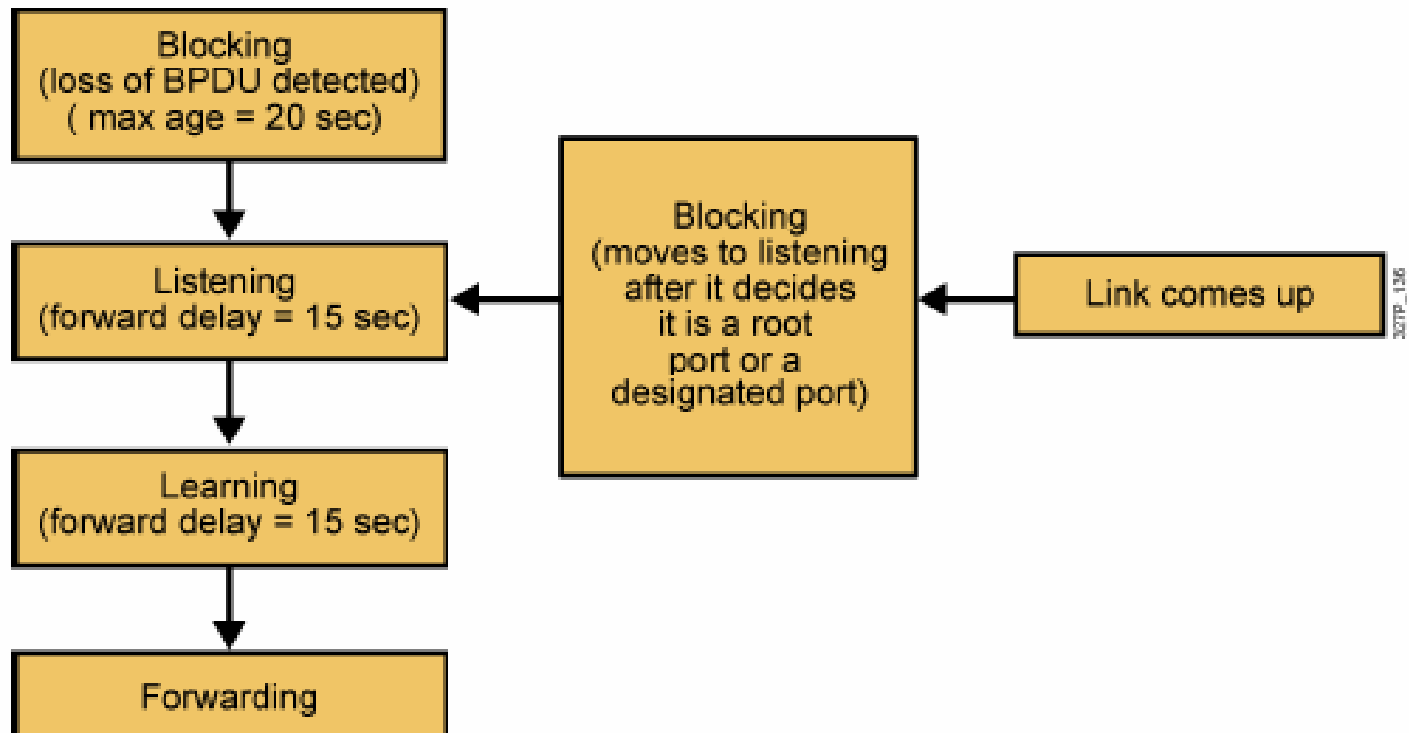 Blocking
(loss of BPDU detected)
( max age = 20 sec)
Listening
(forward delay = 15 sec)
Learning
(forward delay = 15 sec)
Forwarding
Blocking
(moves to listening
after it decides
it is a root
port or a
designated port)
Link comes up